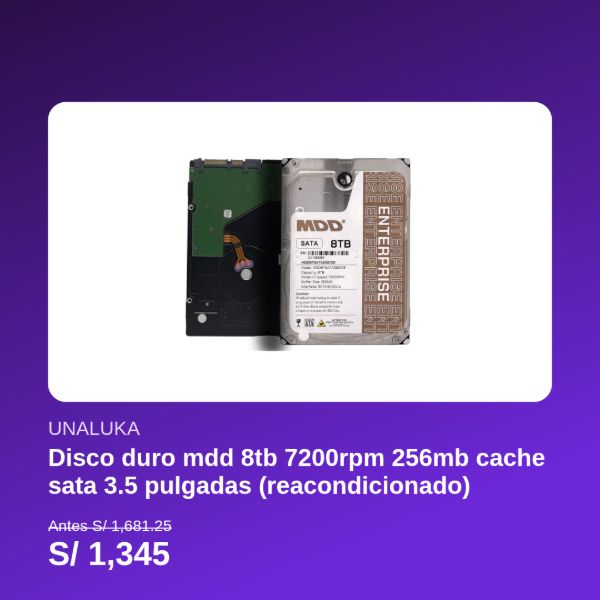 MDD
SATA 8TB
ENTERPRISE
UNALUKA
Disco duro mdd 8tb 7200rpm 256mb cache
sata 3.5 pulgadas (reacondicionado)
Antes S/ 1,681.25
S/ 1,345